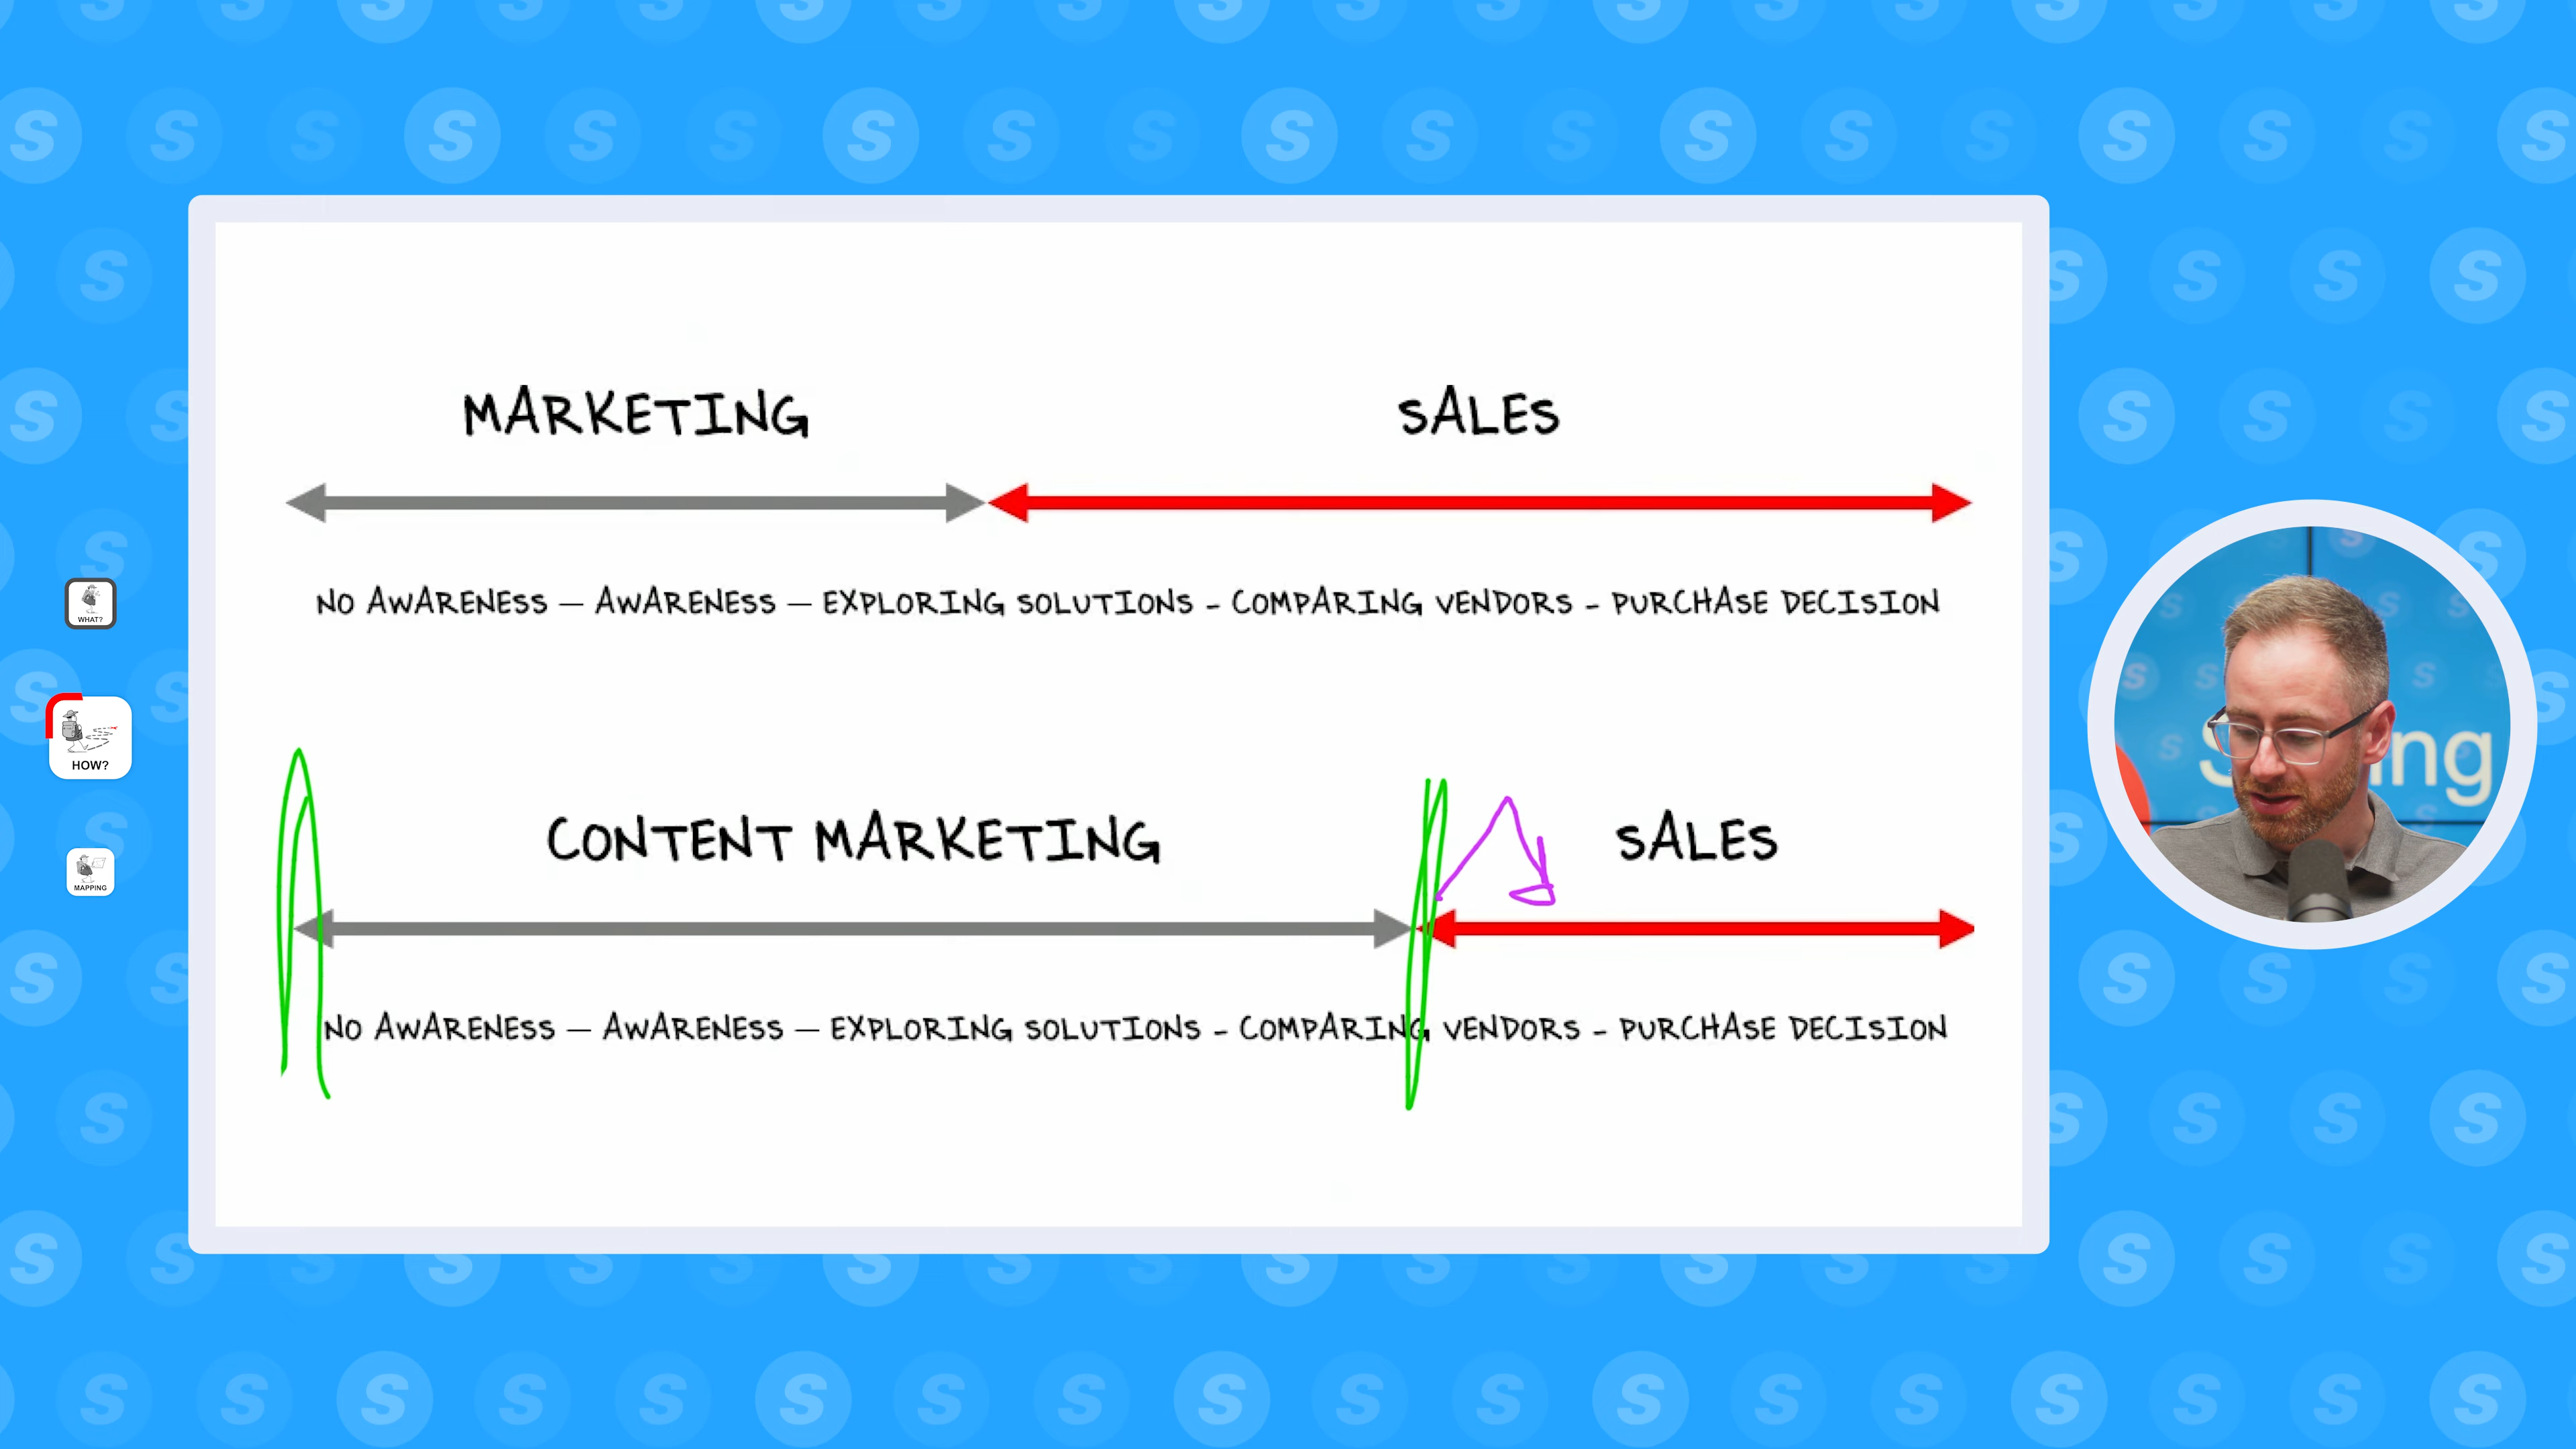 MARKETING SALES
NO AWARENESS — AWARENESS — EXPLORING SOLUTIONS - COMPARING VENDORS - PURCHASE DECISION
WHAT?
HOW?
MAPPING
CONTENT MARKETING SALES
NO AWARENESS — AWARENESS — EXPLORING SOLUTIONS - COMPARING VENDORS - PURCHASE DECISION